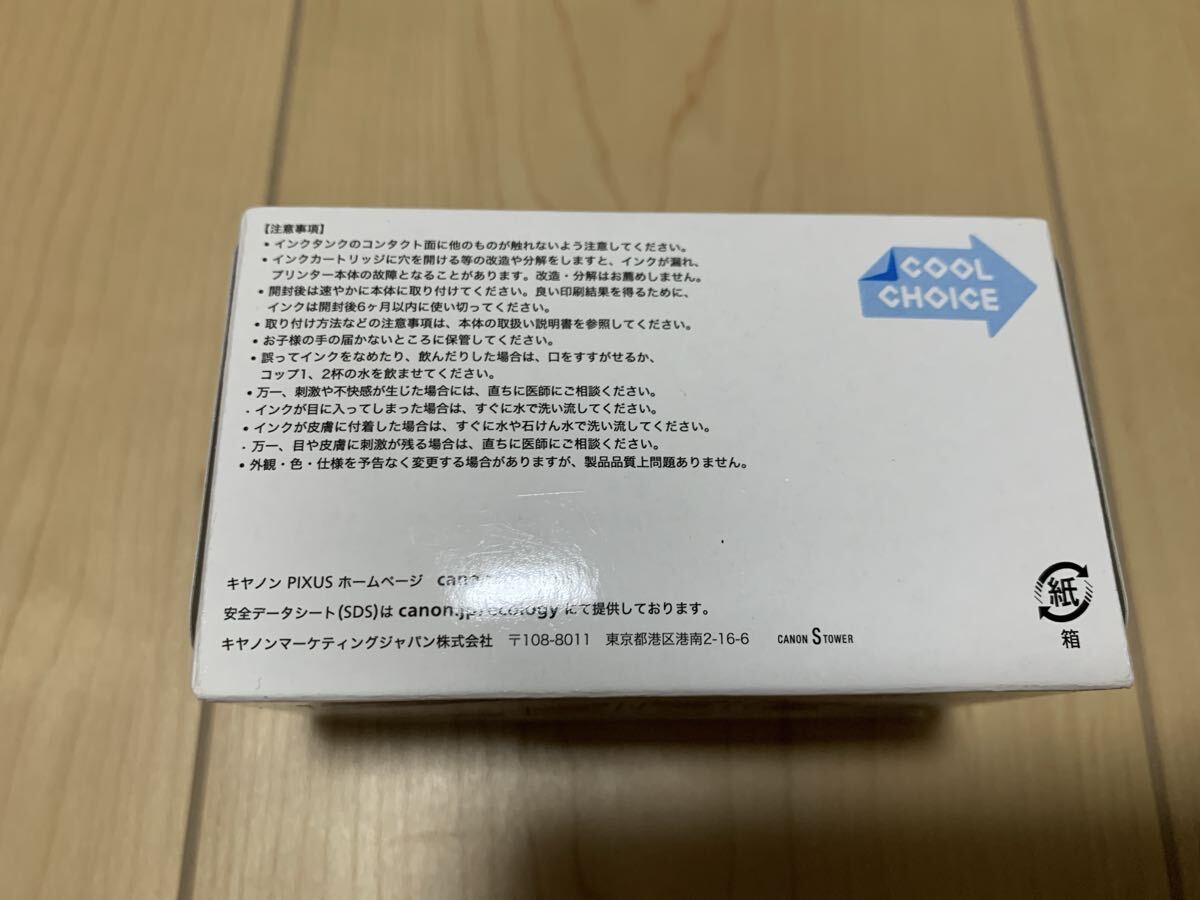 【注意事項】
• インクタンクのコンタクト面に他のものが触れないよう注意してください。
• インクカートリッジに穴を開ける等の改造や分解をしますと、インクが漏れ、
プリンター本体の故障となることがあります。改造・分解はお薦めしません。
• 開封後は速やかに本体に取り付けてください。良い印刷結果を得るために、
インクは開封後6ヶ月以内に使い切ってください。
• 取り付け方法などの注意事項は、本体の取扱い説明書を参照してください。
• お子様の手の届かないところに保管してください。
• 誤ってインクをなめたり、飲んだりした場合は、口をすすがせるか、
コップ1、2杯の水を飲ませてください。
• 万一、刺激や不快感が生じた場合には、直ちに医師にご相談ください。
• インクが目に入ってしまった場合は、すぐに水で洗い流してください。
• インクが皮膚に付着した場合は、すぐに水や石けん水で洗い流してください。
• 万一、目や皮膚に刺激が残る場合は、直ちに医師にご相談ください。
• 外観・色・仕様を予告なく変更する場合がありますが、製品品質上問題ありません。
COOL
CHOICE
キヤノン PIXUS ホームページ
安全データシート(SDS)は canon.jp/ecology にて提供しております。
キヤノンマーケティングジャパン株式会社 〒108-8011 東京都港区港南2-16-6 CANON S TOWER
紙
箱